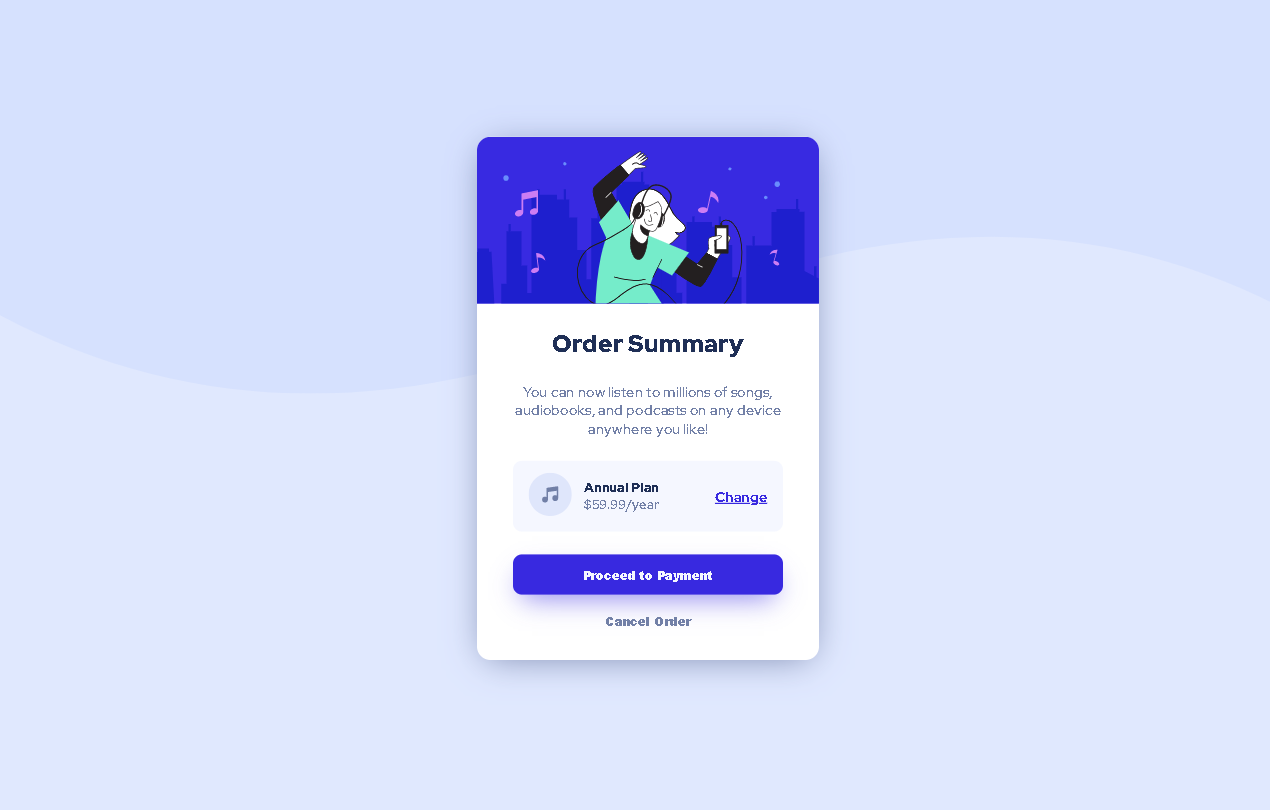 Order Summary
You can now listen to millions of songs,
audiobooks, and podcasts on any device
anywhere you like!
Annual Plan
$59.99/year
Change
Proceed to Payment
Cancel Order